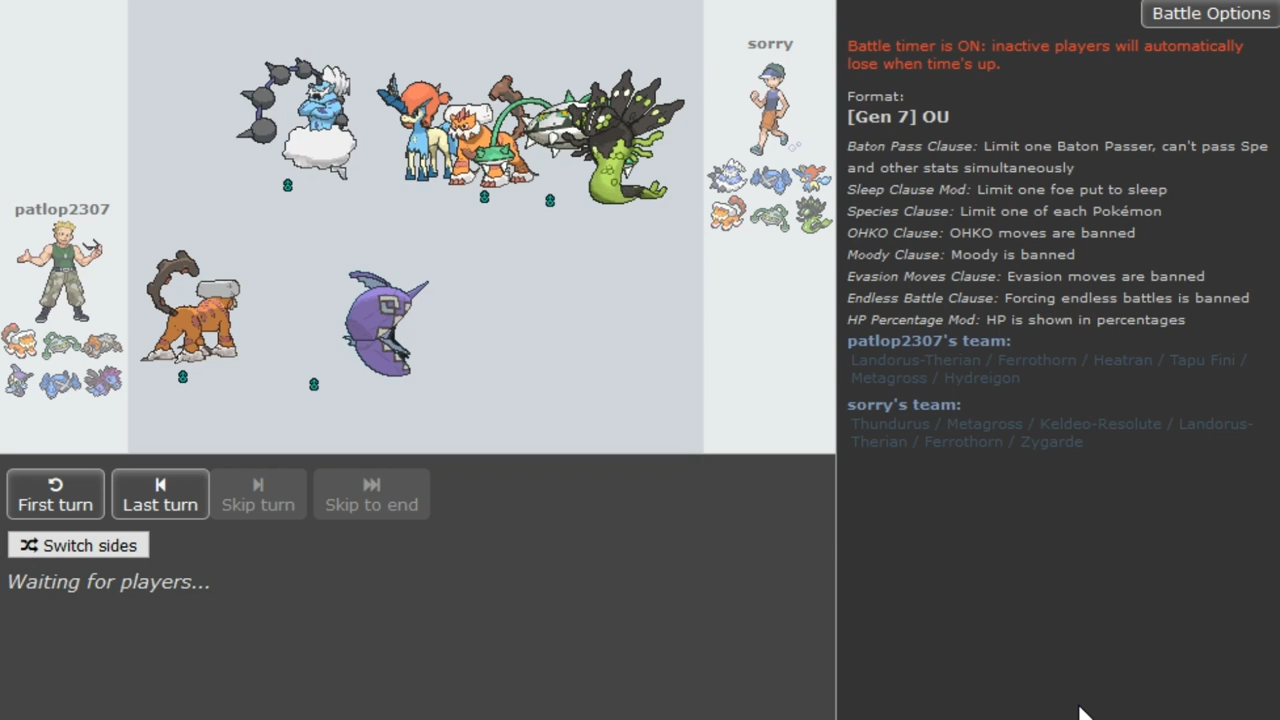 Battle Options
sorry
patlop2307
Battle timer is ON: inactive players will automatically
lose when time's up.
Format:
[Gen 7] OU
Baton Pass Clause: Limit one Baton Passer, can't pass Spe
and other stats simultaneously
Sleep Clause Mod: Limit one foe put to sleep
Species Clause: Limit one of each Pokémon
OHKO Clause: OHKO moves are banned
Moody Clause: Moody is banned
Evasion Moves Clause: Evasion moves are banned
Endless Battle Clause: Forcing endless battles is banned
HP Percentage Mod: HP is shown in percentages
patlop2307's team:
Landorus-Therian / Ferrothorn / Heatran / Tapu Fini /
Metagross / Hydreigon
sorry's team:
Thundurus / Metagross / Keldeo-Resolute / Landorus-
Therian / Ferrothorn / Zygarde
First turn
Last turn
Skip turn
Skip to end
Switch sides
Waiting for players...